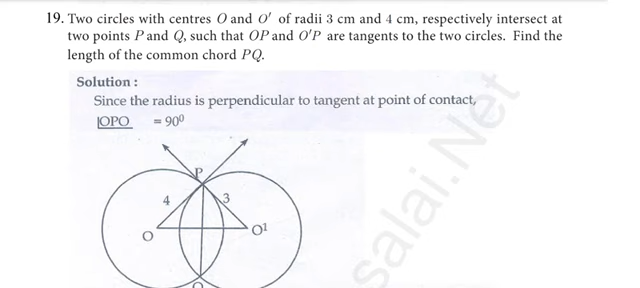 19. Two circles with centres O and O′ of radii 3 cm and 4 cm, respectively intersect at
two points P and Q, such that OP and O′P are tangents to the two circles. Find the
length of the common chord PQ.
Solution :
Since the radius is perpendicular to tangent at point of contact,
|OPO = 90⁰
P
4
3
O
O¹
Q
salai.Net